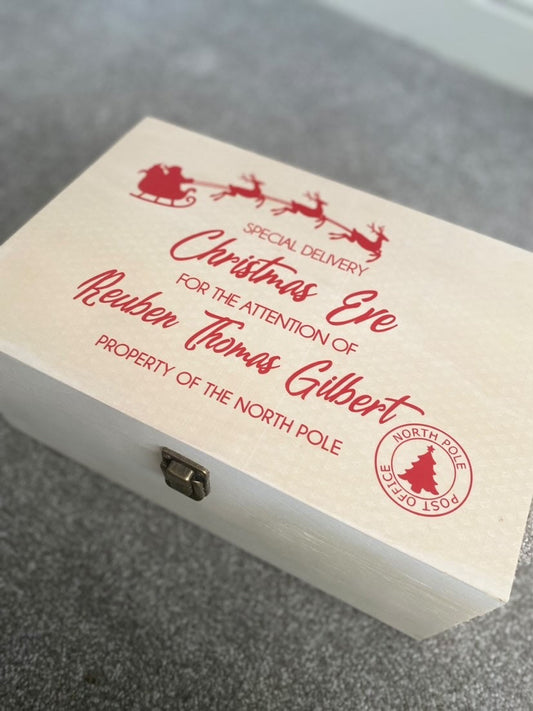 SPECIAL DELIVERY
Christmas Eve
FOR THE ATTENTION OF
Reuben Thomas Gilbert
PROPERTY OF THE NORTH POLE
NORTH POLE
POST OFFICE